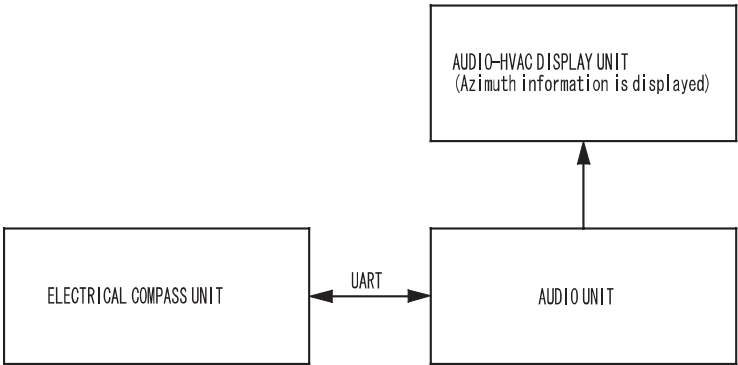 AUDIO-HVAC DISPLAY UNIT
(Azimuth information is displayed)
UART
ELECTRICAL COMPASS UNIT
AUDIO UNIT